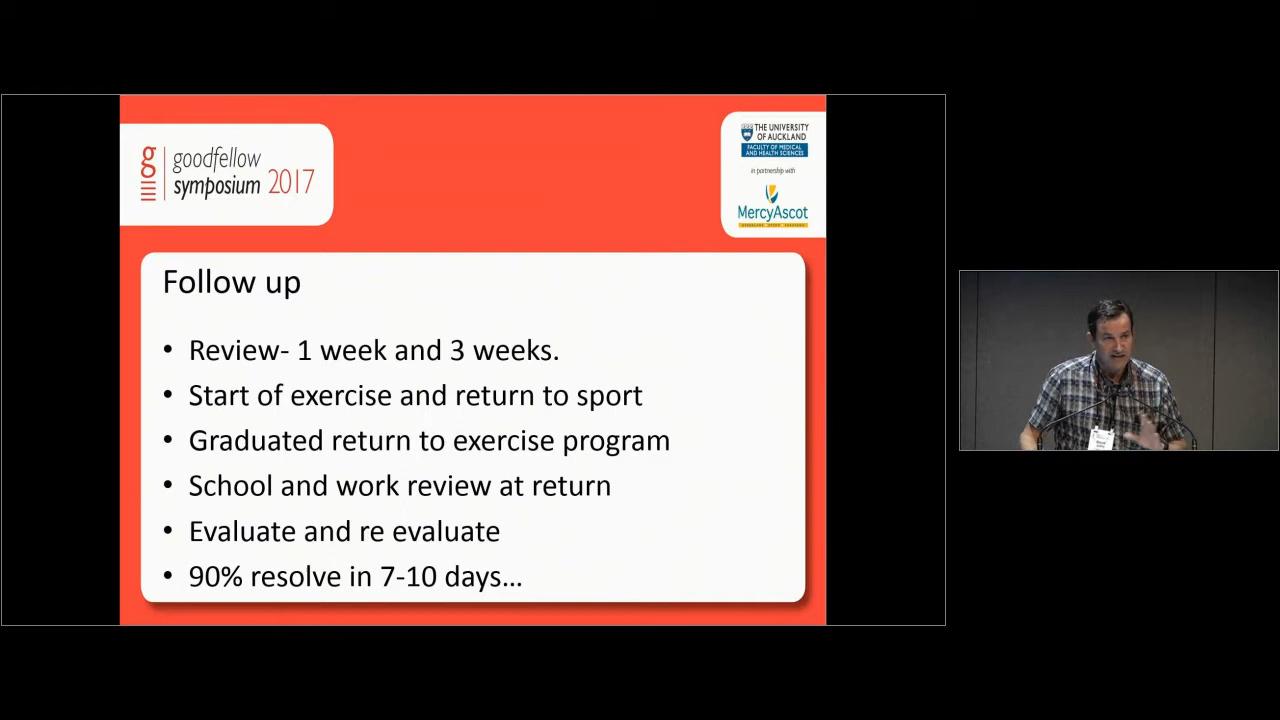 goodfellow
symposium 2017
THE UNIVERSITY
OF AUCKLAND
FACULTY OF MEDICAL
AND HEALTH SCIENCES
in partnership with
MercyAscot
Follow up
• Review- 1 week and 3 weeks.
• Start of exercise and return to sport
• Graduated return to exercise program
• School and work review at return
• Evaluate and re evaluate
• 90% resolve in 7-10 days...